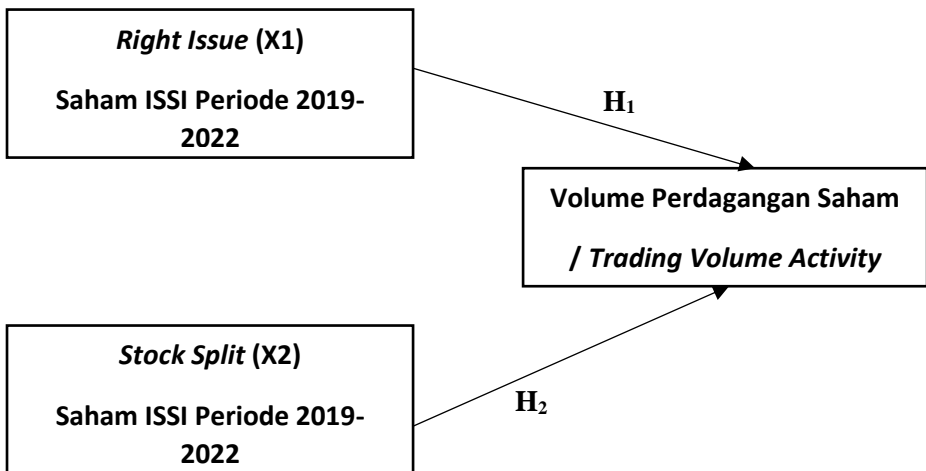 Right Issue (X1)
Saham ISSI Periode 2019-
2022
H₁
Volume Perdagangan Saham
/ Trading Volume Activity
Stock Split (X2)
Saham ISSI Periode 2019-
2022
H₂